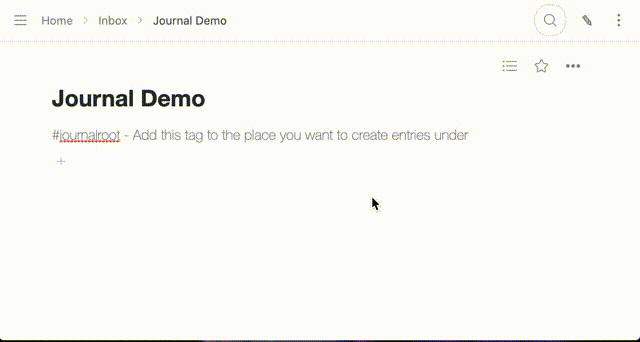 Home > Inbox > Journal Demo
Journal Demo
#journalroot - Add this tag to the place you want to create entries under